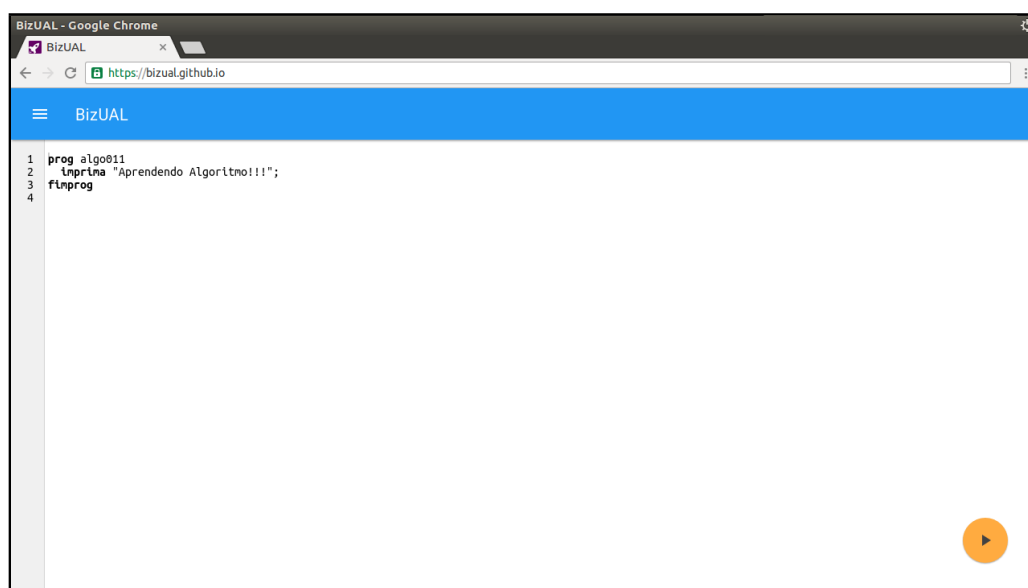 BizUAL - Google Chrome
BizUAL ×
https://bizual.github.io
BizUAL
1 prog algo011
2 imprima "Aprendendo Algoritmo!!!";
3 fimprog
4